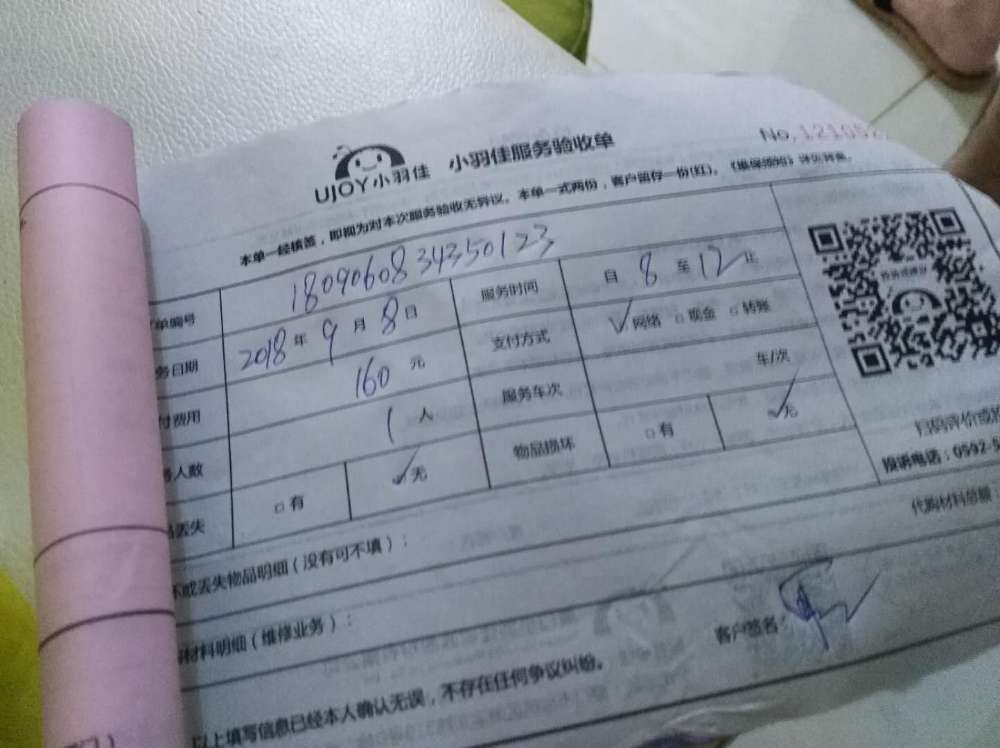 UJOY小羽佳 小羽佳服务验收单
No.
本单一经核签，即视为对本次服务验收无异议。本单一式两份，客户留存一份(红)。
单编号 1809060834350123 服务时间 自 8 至 12 止
务日期 2018 年 9 月 8 日 支付方式 √网络 □现金 □转账
付费用 160 元 服务车次 车/次
人数 1 人 物品损坏 □有 √无
丢失 □有 √无
扫码评价或
投诉电话：0592-
坏或丢失物品明细（没有可不填）：
代购材料总额：
材料明细（维修业务）：
客户签名：
以上填写信息已经本人确认无误，不存在任何争议纠纷。